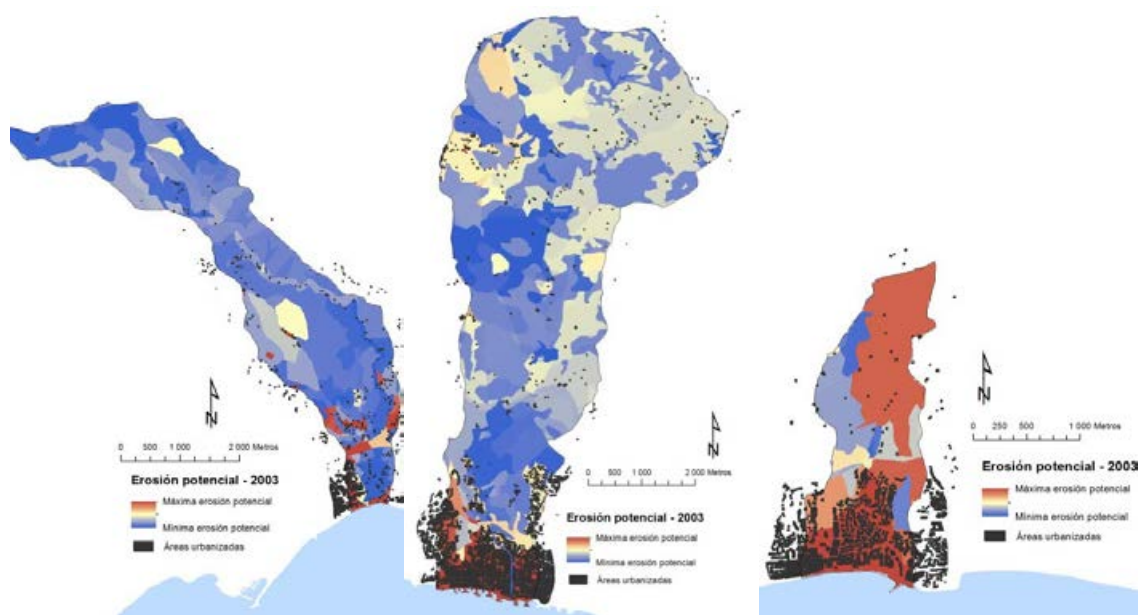 N
0 1 000 2 000 Metros
Erosión potencial - 2003
Máxima erosión potencial
Mínima erosión potencial
Áreas urbanizadas
N
0 500 1 000 2 000 Metros
Erosión potencial - 2003
Máxima erosión potencial
Mínima erosión potencial
Áreas urbanizadas
N
0 250 500 1 000 Metros
Erosión potencial - 2003
Máxima erosión potencial
Mínima erosión potencial
Áreas urbanizadas